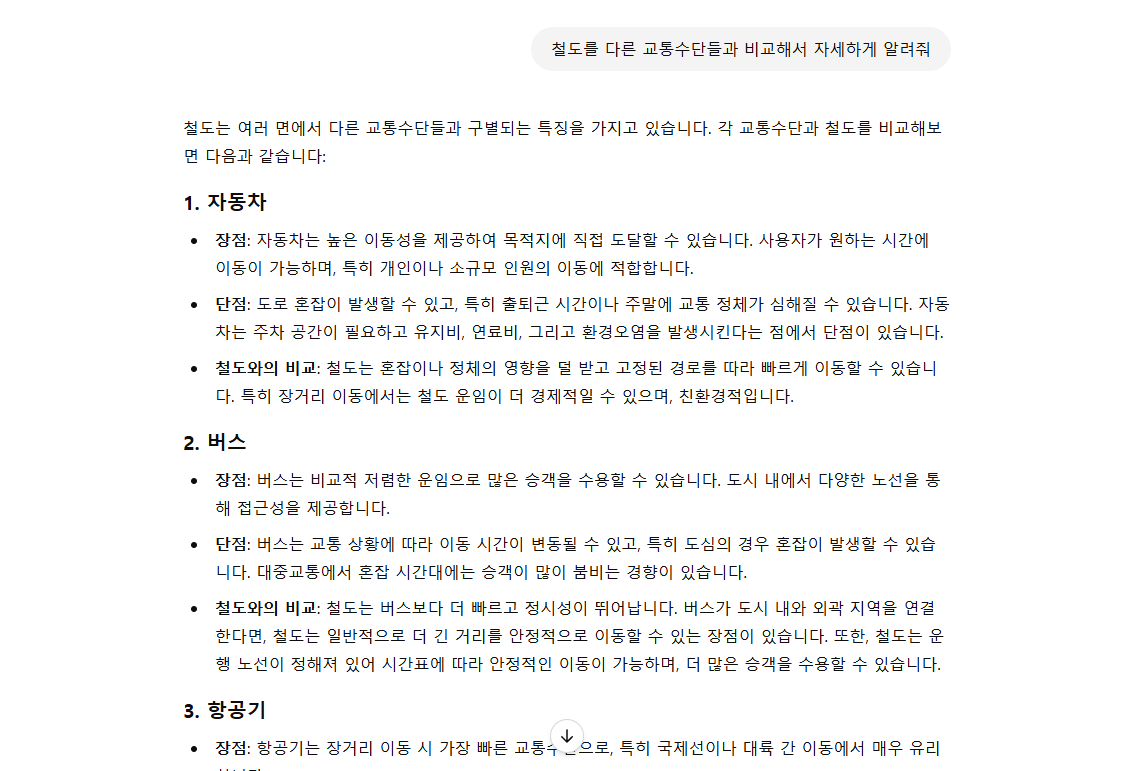 철도를 다른 교통수단들과 비교해서 자세하게 알려줘
철도는 여러 면에서 다른 교통수단들과 구별되는 특징을 가지고 있습니다. 각 교통수단과 철도를 비교해보
면 다음과 같습니다:
1. 자동차
• 장점: 자동차는 높은 이동성을 제공하여 목적지에 직접 도달할 수 있습니다. 사용자가 원하는 시간에
이동이 가능하며, 특히 개인이나 소규모 인원의 이동에 적합합니다.
• 단점: 도로 혼잡이 발생할 수 있고, 특히 출퇴근 시간이나 주말에 교통 정체가 심해질 수 있습니다. 자동
차는 주차 공간이 필요하고 유지비, 연료비, 그리고 환경오염을 발생시킨다는 점에서 단점이 있습니다.
• 철도와의 비교: 철도는 혼잡이나 정체의 영향을 덜 받고 고정된 경로를 따라 빠르게 이동할 수 있습니
다. 특히 장거리 이동에서는 철도 운임이 더 경제적일 수 있으며, 친환경적입니다.
2. 버스
• 장점: 버스는 비교적 저렴한 운임으로 많은 승객을 수용할 수 있습니다. 도시 내에서 다양한 노선을 통
해 접근성을 제공합니다.
• 단점: 버스는 교통 상황에 따라 이동 시간이 변동될 수 있고, 특히 도심의 경우 혼잡이 발생할 수 있습
니다. 대중교통에서 혼잡 시간대에는 승객이 많이 붐비는 경향이 있습니다.
• 철도와의 비교: 철도는 버스보다 더 빠르고 정시성이 뛰어납니다. 버스가 도시 내와 외곽 지역을 연결
한다면, 철도는 일반적으로 더 긴 거리를 안정적으로 이동할 수 있는 장점이 있습니다. 또한, 철도는 운
행 노선이 정해져 있어 시간표에 따라 안정적인 이동이 가능하며, 더 많은 승객을 수용할 수 있습니다.
3. 항공기
• 장점: 항공기는 장거리 이동 시 가장 빠른 특히 국제선이나 대륙 간 이동에서 매우 유리